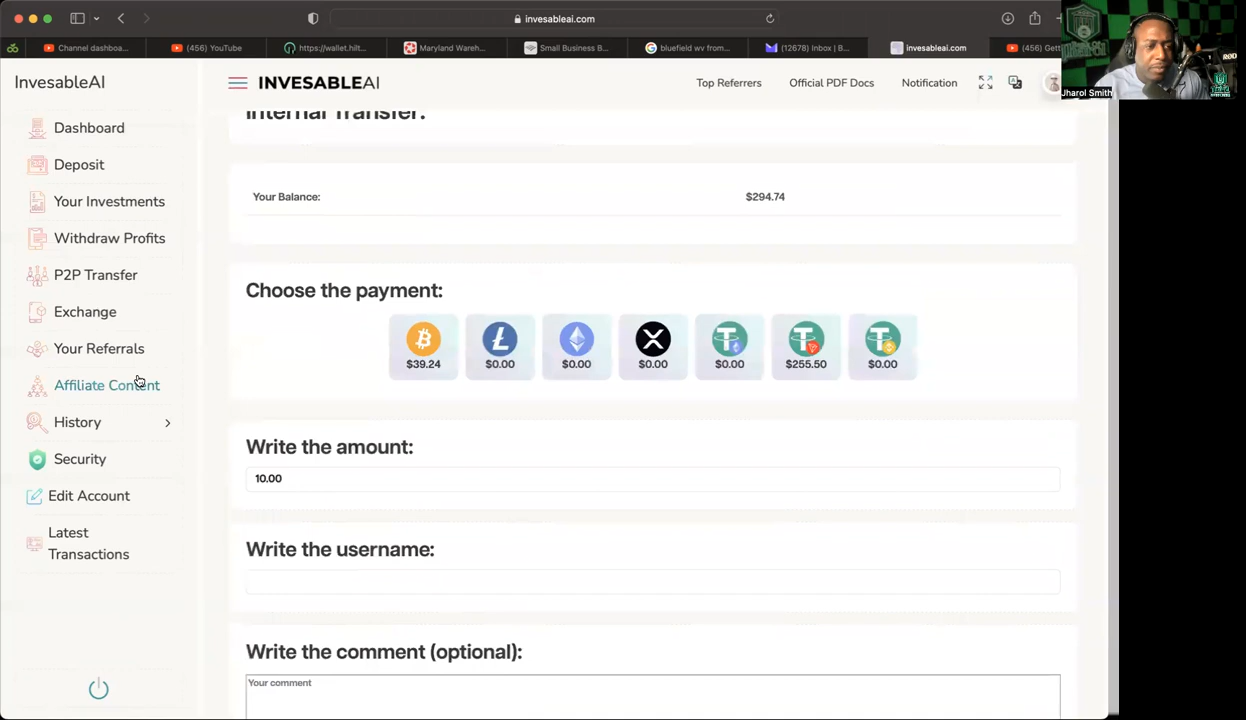 invesableai.com
Channel dashboa...
(456) YouTube
https://wallet.hilt...
Maryland Wareh...
Small Business B...
bluefield wv from...
(12678) Inbox | B...
invesableai.com
(456) Gett
Jharol Smith
InvesableAI
INVESABLEAI
Top Referrers
Official PDF Docs
Notification
Dashboard
Deposit
Your Investments
Withdraw Profits
P2P Transfer
Exchange
Your Referrals
Affiliate Content
History
Security
Edit Account
Latest
Transactions
Internal Transfer:
Your Balance:
$294.74
Choose the payment:
$39.24
$0.00
$0.00
$0.00
$0.00
$255.50
$0.00
Write the amount:
10.00
Write the username:
Write the comment (optional):
Your comment